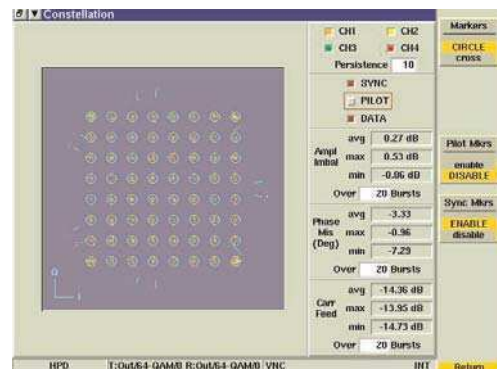 Constellation
CH1 CH2
CH3 CH4
Persistence 10
SYNC
PILOT
DATA
Ampl Imbal
avg 0.27 dB
max 0.53 dB
min -0.06 dB
Over 20 Bursts
Phase Mis (Deg)
avg -3.33
max -0.96
min -7.29
Over 20 Bursts
Carr Feed
avg -14.36 dB
max -13.95 dB
min -14.73 dB
Over 20 Bursts
Q
I
Markers
CIRCLE
cross
Pilot Mkrs
enable
DISABLE
Sync Mkrs
ENABLE
disable
Return
HPD T:Out/64-QAM/0 R:Out/64-QAM/0 VNC INT